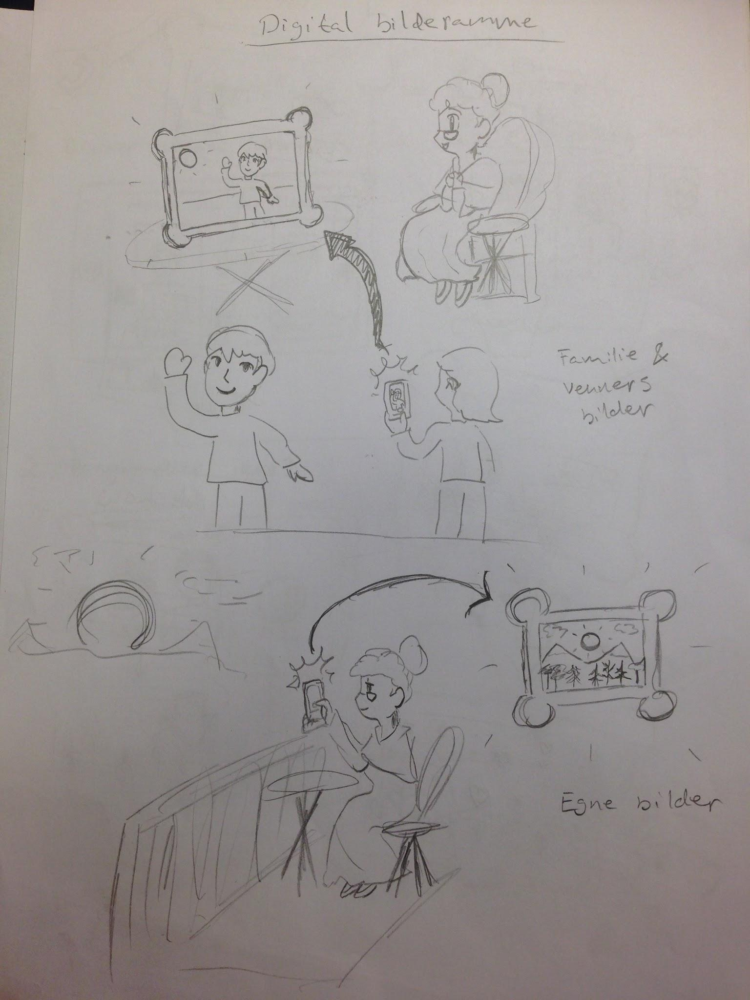 Digital bilderamme
Familie &
venners
bilder
Egne bilder